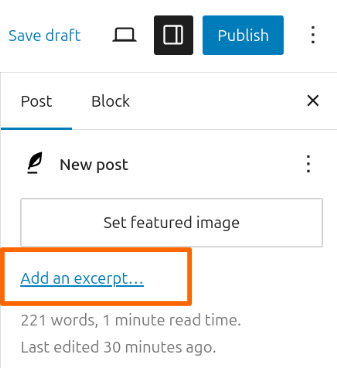 Save draft Publish
Post Block
New post
Set featured image
Add an excerpt…
221 words, 1 minute read time.
Last edited 30 minutes ago.